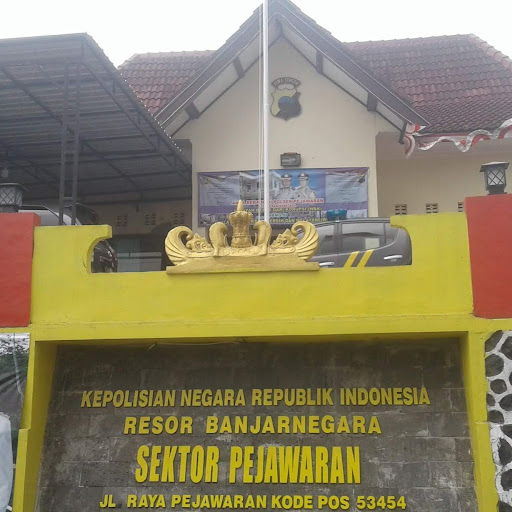 KEPOLISIAN NEGARA REPUBLIK INDONESIA
RESOR BANJARNEGARA
SEKTOR PEJAWARAN
JL. RAYA PEJAWARAN KODE POS 53454